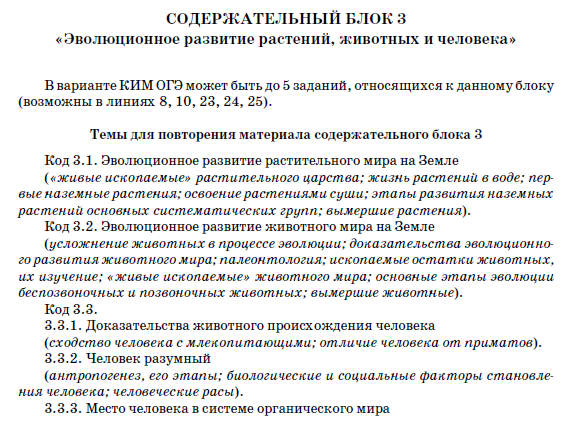 СОДЕРЖАТЕЛЬНЫЙ БЛОК 3
«Эволюционное развитие растений, животных и человека»
В варианте КИМ ОГЭ может быть до 5 заданий, относящихся к данному блоку
(возможны в линиях 8, 10, 23, 24, 25).
Темы для повторения материала содержательного блока 3
Код 3.1. Эволюционное развитие растительного мира на Земле
(«живые ископаемые» растительного царства; жизнь растений в воде; пер-
вые наземные растения; освоение растениями суши; этапы развития наземных
растений основных систематических групп; вымершие растения).
Код 3.2. Эволюционное развитие животного мира на Земле
(усложнение животных в процессе эволюции; доказательства эволюционно-
го развития животного мира; палеонтология; ископаемые остатки животных,
их изучение; «живые ископаемые» животного мира; основные этапы эволюции
беспозвоночных и позвоночных животных; вымершие животные).
Код 3.3.
3.3.1. Доказательства животного происхождения человека
(сходство человека с млекопитающими; отличие человека от приматов).
3.3.2. Человек разумный
(антропогенез, его этапы; биологические и социальные факторы становле-
ния человека; человеческие расы).
3.3.3. Место человека в системе органического мира